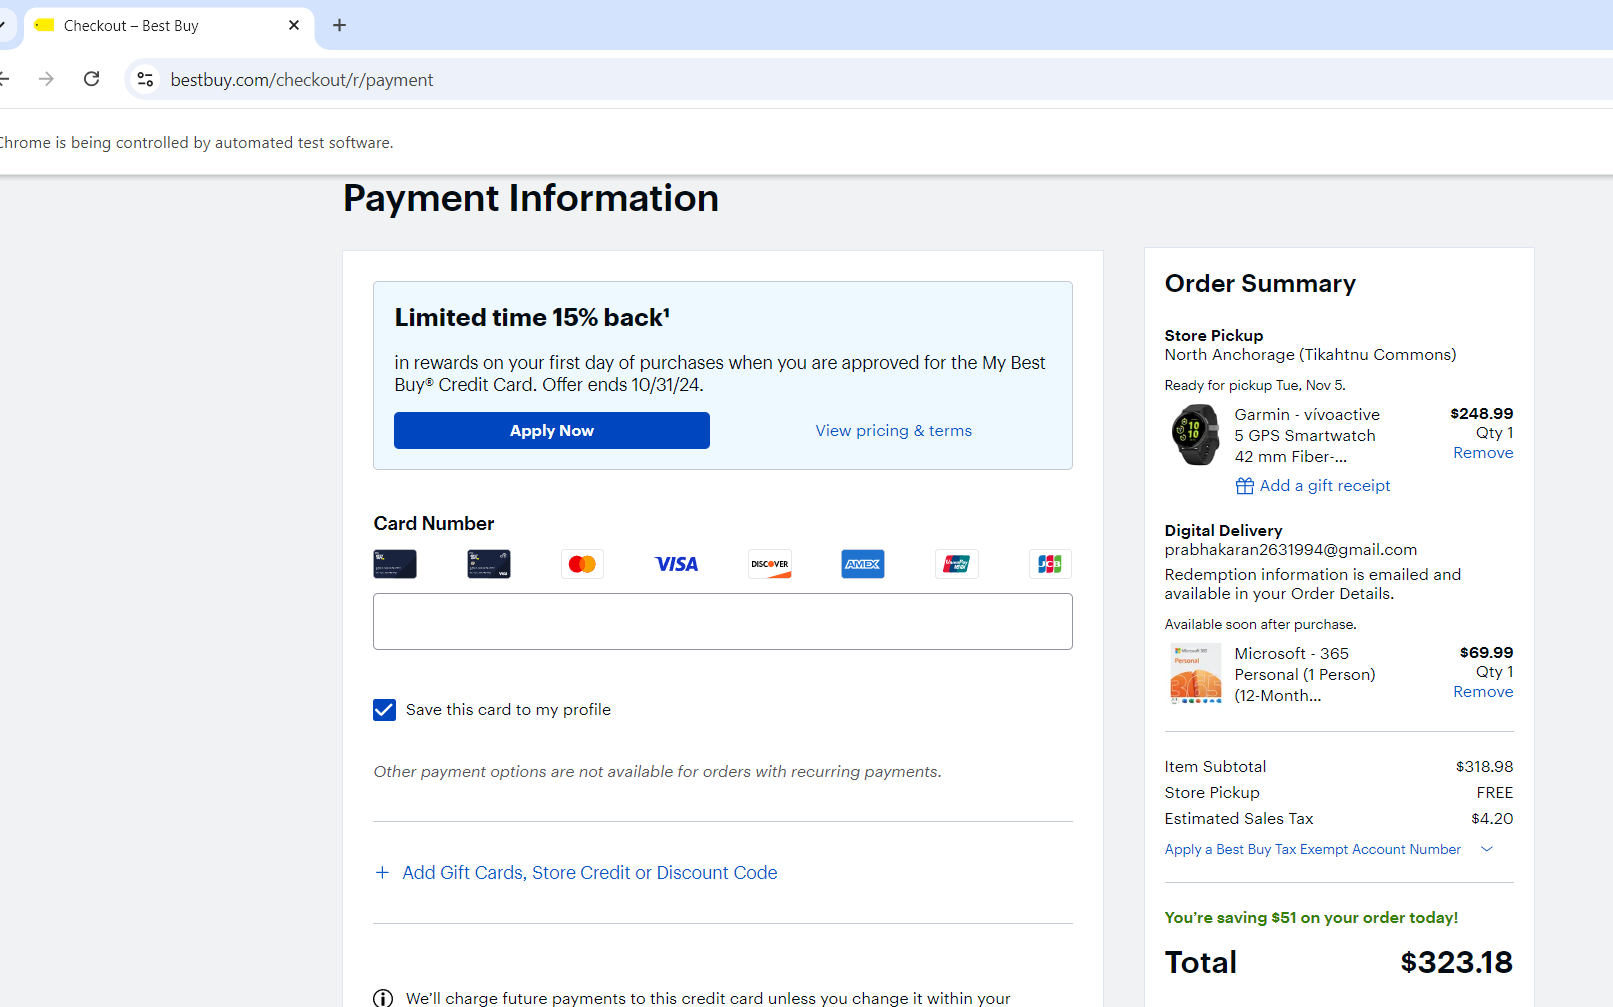 Checkout – Best Buy
bestbuy.com/checkout/r/payment
Chrome is being controlled by automated test software.
Payment Information
Limited time 15% back¹
in rewards on your first day of purchases when you are approved for the My Best
Buy® Credit Card. Offer ends 10/31/24.
Apply Now
View pricing & terms
Card Number
VISA
DISCOVER
AMEX
UnionPay
JCB
Save this card to my profile
Other payment options are not available for orders with recurring payments.
+ Add Gift Cards, Store Credit or Discount Code
We'll charge future payments to this credit card unless you change it within your
Order Summary
Store Pickup
North Anchorage (Tikahtnu Commons)
Ready for pickup Tue, Nov 5.
Garmin - vívoactive $248.99
5 GPS Smartwatch Qty 1
42 mm Fiber-... Remove
Add a gift receipt
Digital Delivery
prabhakaran2631994@gmail.com
Redemption information is emailed and
available in your Order Details.
Available soon after purchase.
Microsoft - 365 $69.99
Personal (1 Person) Qty 1
(12-Month... Remove
Item Subtotal $318.98
Store Pickup FREE
Estimated Sales Tax $4.20
Apply a Best Buy Tax Exempt Account Number
You're saving $51 on your order today!
Total $323.18